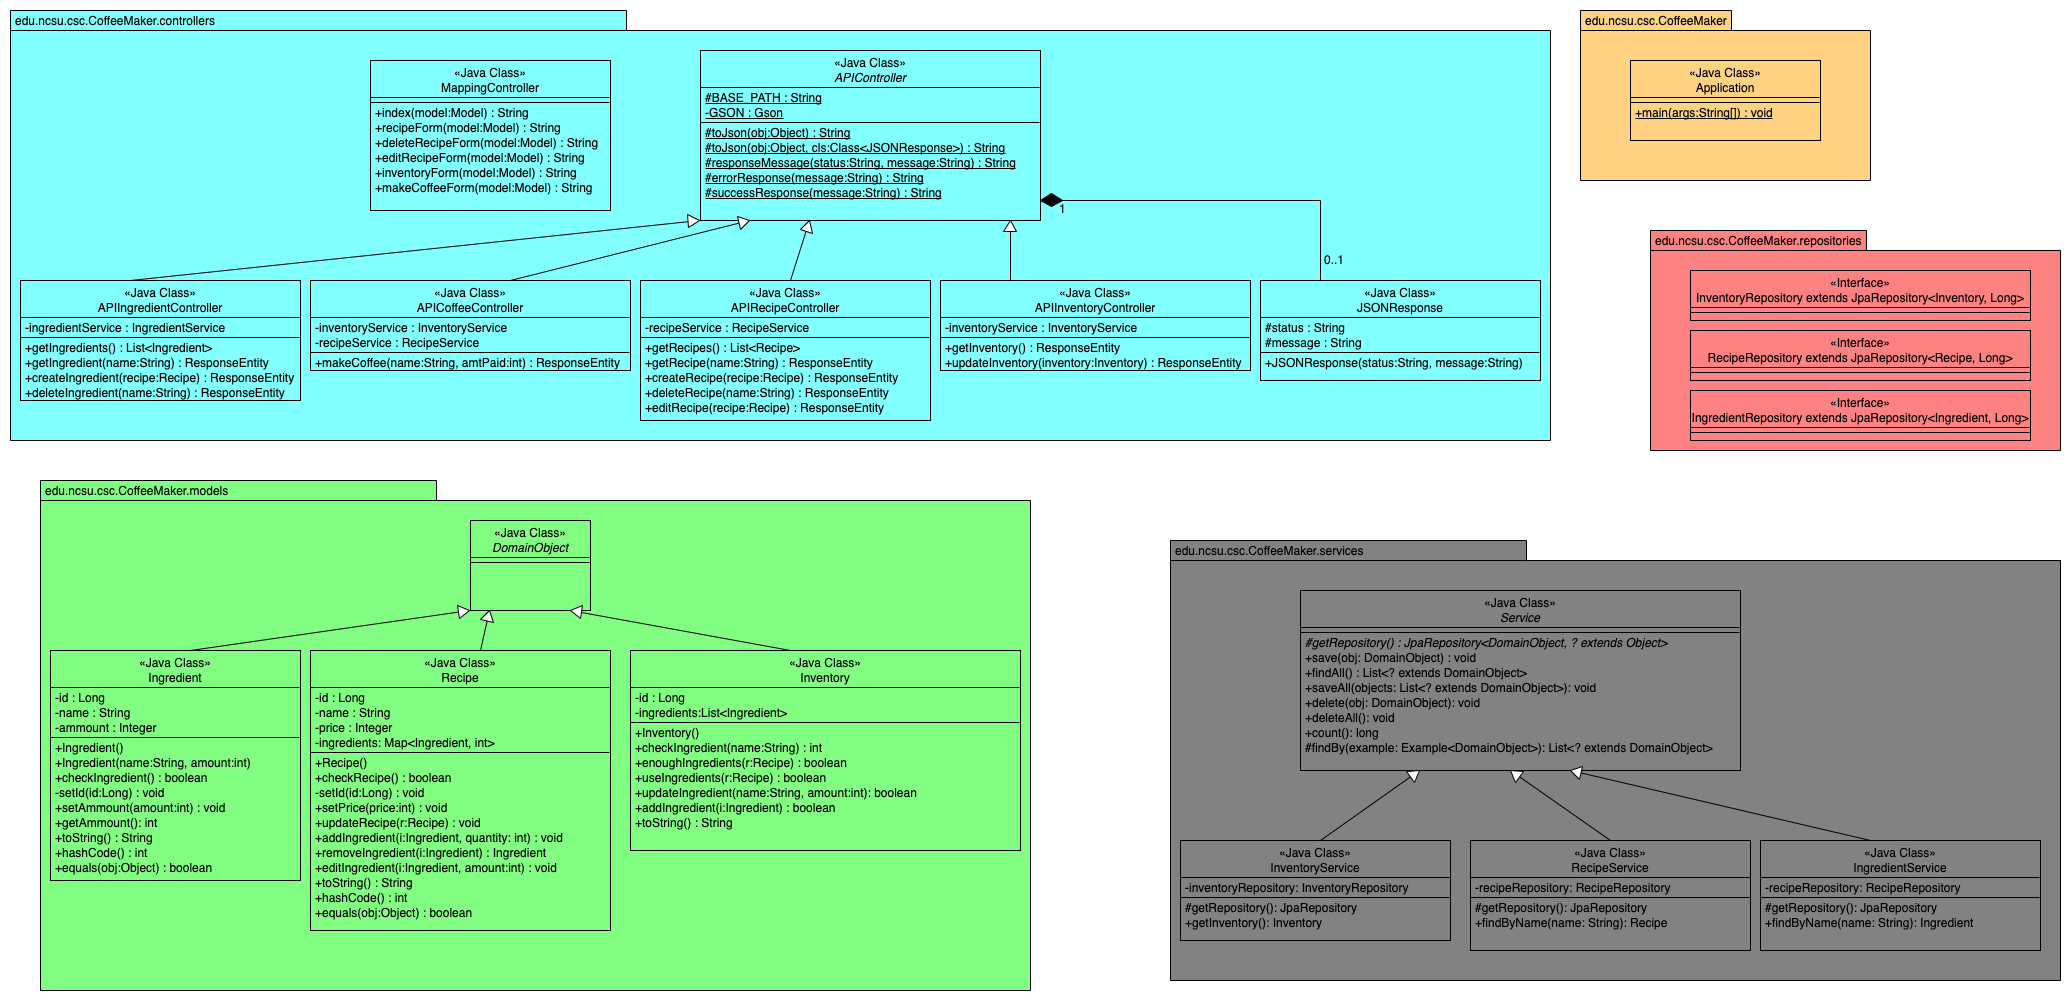 edu.ncsu.csc.CoffeeMaker.controllers
«Java Class»
MappingController
+index(model:Model) : String
+recipeForm(model:Model) : String
+deleteRecipeForm(model:Model) : String
+editRecipeForm(model:Model) : String
+inventoryForm(model:Model) : String
+makeCoffeeForm(model:Model) : String
«Java Class»
APIController
#BASE_PATH : String
-GSON : Gson
#toJson(obj:Object) : String
#toJson(obj:Object, cls:Class<JSONResponse>) : String
#responseMessage(status:String, message:String) : String
#errorResponse(message:String) : String
#successResponse(message:String) : String
1
0..1
«Java Class»
APIIngredientController
-ingredientService : IngredientService
+getIngredients() : List<Ingredient>
+getIngredient(name:String) : ResponseEntity
+createIngredient(recipe:Recipe) : ResponseEntity
+deleteIngredient(name:String) : ResponseEntity
«Java Class»
APICoffeeController
-inventoryService : InventoryService
-recipeService : RecipeService
+makeCoffee(name:String, amtPaid:int) : ResponseEntity
«Java Class»
APIRecipeController
-recipeService : RecipeService
+getRecipes() : List<Recipe>
+getRecipe(name:String) : ResponseEntity
+createRecipe(recipe:Recipe) : ResponseEntity
+deleteRecipe(name:String) : ResponseEntity
+editRecipe(recipe:Recipe) : ResponseEntity
«Java Class»
APIInventoryController
-inventoryService : InventoryService
+getInventory() : ResponseEntity
+updateInventory(inventory:Inventory) : ResponseEntity
«Java Class»
JSONResponse
#status : String
#message : String
+JSONResponse(status:String, message:String)
edu.ncsu.csc.CoffeeMaker
«Java Class»
Application
+main(args:String[]) : void
edu.ncsu.csc.CoffeeMaker.repositories
«Interface»
InventoryRepository extends JpaRepository<Inventory, Long>
«Interface»
RecipeRepository extends JpaRepository<Recipe, Long>
«Interface»
IngredientRepository extends JpaRepository<Ingredient, Long>
edu.ncsu.csc.CoffeeMaker.models
«Java Class»
DomainObject
«Java Class»
Ingredient
-id : Long
-name : String
-ammount : Integer
+Ingredient()
+Ingredient(name:String, amount:int)
+checkIngredient() : boolean
-setId(id:Long) : void
+setAmmount(amount:int) : void
+getAmmount(): int
+toString() : String
+hashCode() : int
+equals(obj:Object) : boolean
«Java Class»
Recipe
-id : Long
-name : String
-price : Integer
-ingredients: Map<Ingredient, int>
+Recipe()
+checkRecipe() : boolean
-setId(id:Long) : void
+setPrice(price:int) : void
+updateRecipe(r:Recipe) : void
+addIngredient(i:Ingredient, quantity: int) : void
+removeIngredient(i:Ingredient) : Ingredient
+editIngredient(i:Ingredient, amount:int) : void
+toString() : String
+hashCode() : int
+equals(obj:Object) : boolean
«Java Class»
Inventory
-id : Long
-ingredients:List<Ingredient>
+Inventory()
+checkIngredient(name:String) : int
+enoughIngredients(r:Recipe) : boolean
+useIngredients(r:Recipe) : boolean
+updateIngredient(name:String, amount:int): boolean
+addIngredient(i:Ingredient) : boolean
+toString() : String
edu.ncsu.csc.CoffeeMaker.services
«Java Class»
Service
#getRepository() : JpaRepository<DomainObject, ? extends Object>
+save(obj: DomainObject) : void
+findAll() : List<? extends DomainObject>
+saveAll(objects: List<? extends DomainObject>): void
+delete(obj: DomainObject): void
+deleteAll(): void
+count(): long
#findBy(example: Example<DomainObject>): List<? extends DomainObject>
«Java Class»
InventoryService
-inventoryRepository: InventoryRepository
#getRepository(): JpaRepository
+getInventory(): Inventory
«Java Class»
RecipeService
-recipeRepository: RecipeRepository
#getRepository(): JpaRepository
+findByName(name: String): Recipe
«Java Class»
IngredientService
-recipeRepository: RecipeRepository
#getRepository(): JpaRepository
+findByName(name: String): Ingredient